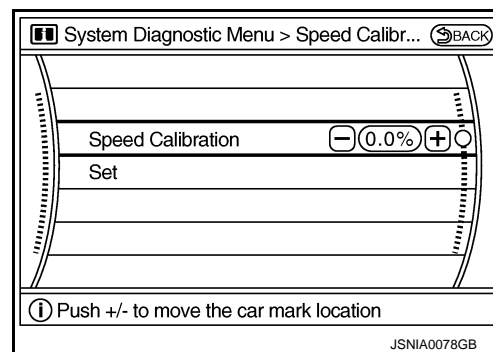 System Diagnostic Menu > Speed Calibr... BACK
Speed Calibration − 0.0% +
Set
i Push +/- to move the car mark location
JSNIA0078GB